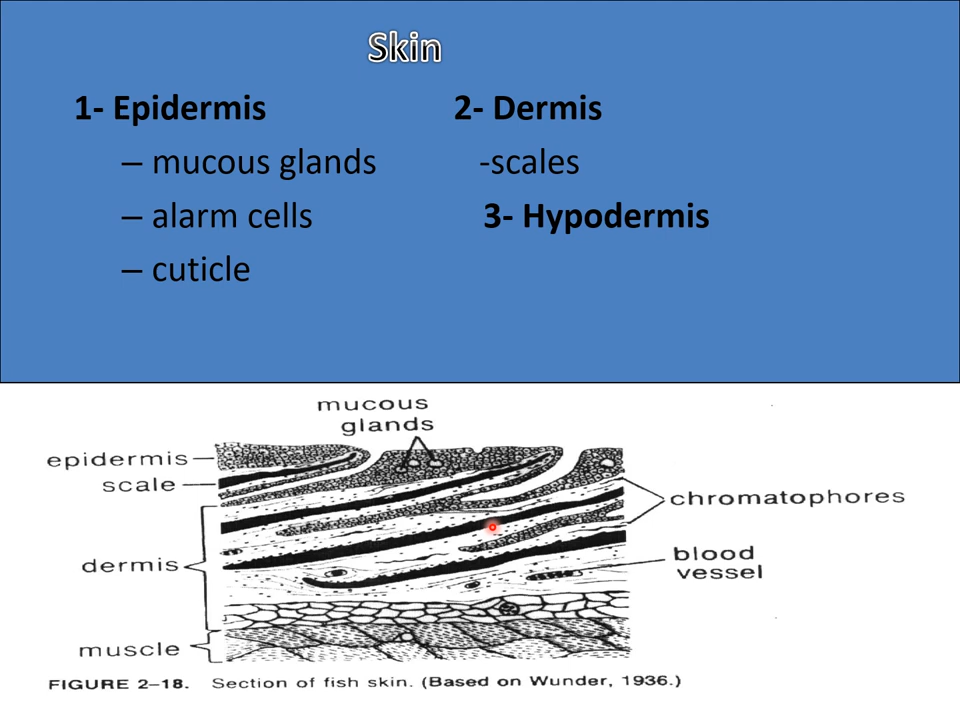 Skin
1- Epidermis 2- Dermis
– mucous glands -scales
– alarm cells 3- Hypodermis
– cuticle
mucous
glands
epidermis
scale
chromatophores
dermis
blood
vessel
muscle
FIGURE 2–18. Section of fish skin. (Based on Wunder, 1936.)